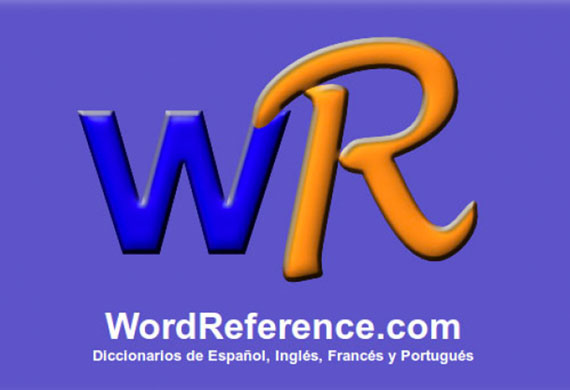 WR
WordReference.com
Diccionarios de Español, Inglés, Francés y Portugués